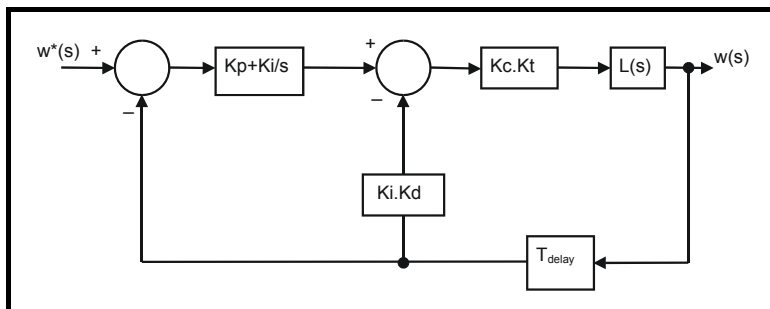 w*(s) +
Kp+Ki/s
+
Kc.Kt
L(s)
w(s)
–
–
Ki.Kd
Tdelay